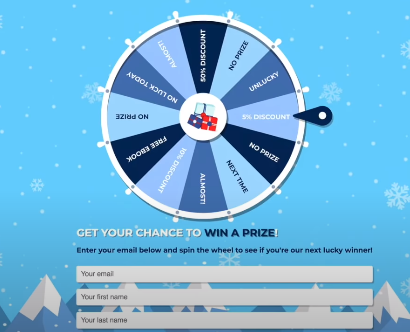 50% DISCOUNT
NO PRIZE
UNLUCKY
5% DISCOUNT
NO PRIZE
NEXT TIME
ALMOST!
10% DISCOUNT
FREE EBOOK
NO PRIZE
NO LUCK TODAY
ALMOST!
GET YOUR CHANCE TO WIN A PRIZE!
Enter your email below and spin the wheel to see if you're our next lucky winner!
Your email
Your first name
Your last name